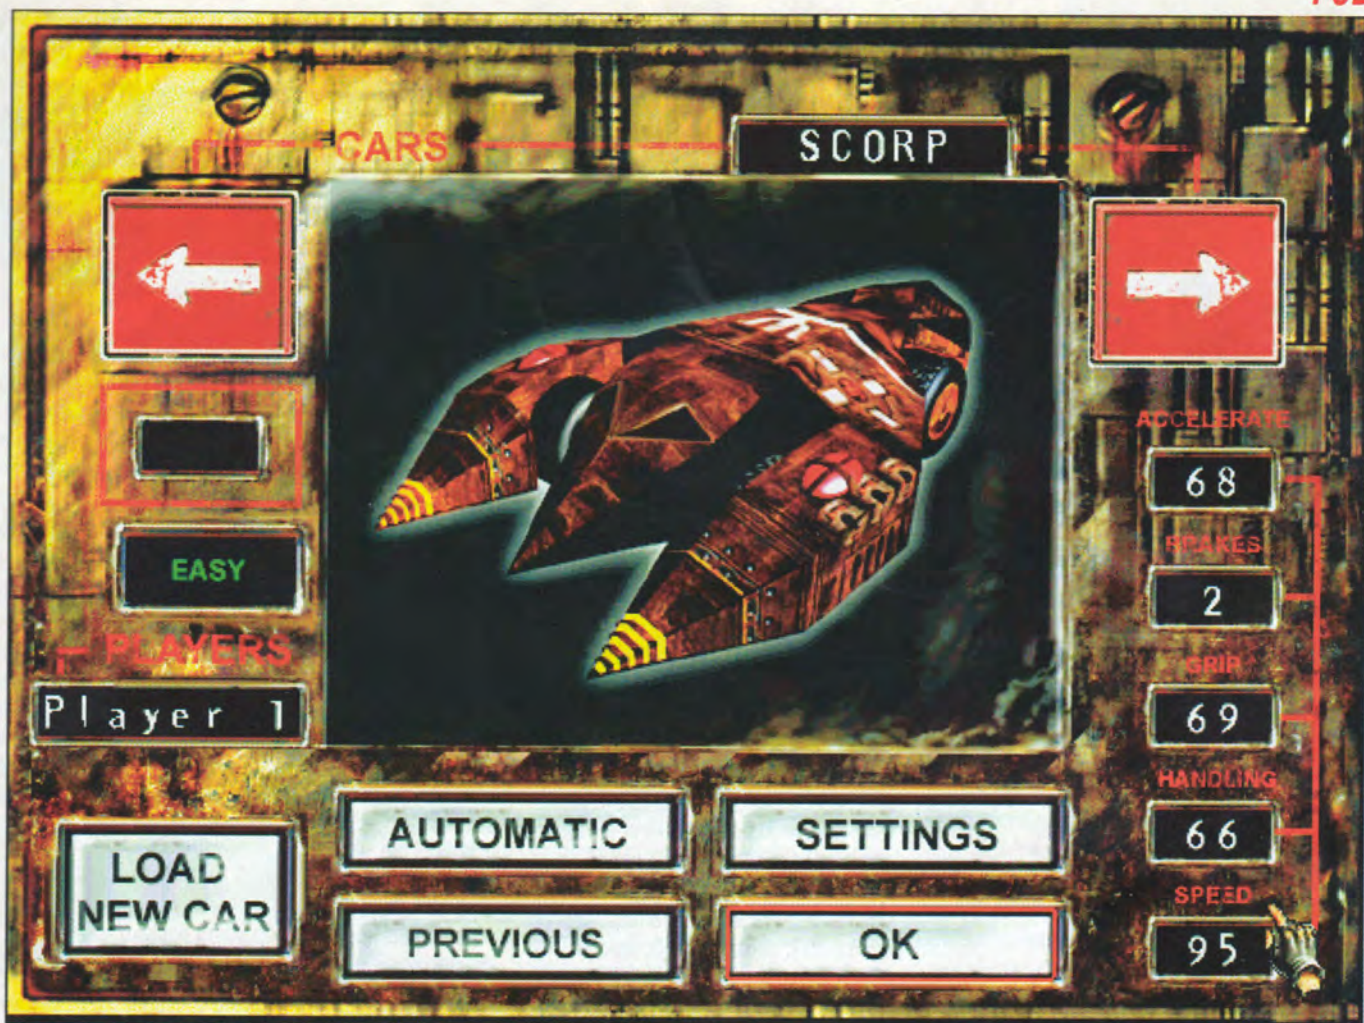 CARS
SCORP
ACCELERATE
68
BRAKES
2
EASY
GRIP
PLAYERS
69
Player 1
HANDLING
66
AUTOMATIC
SETTINGS
LOAD
NEW CAR
SPEED
PREVIOUS
OK
95